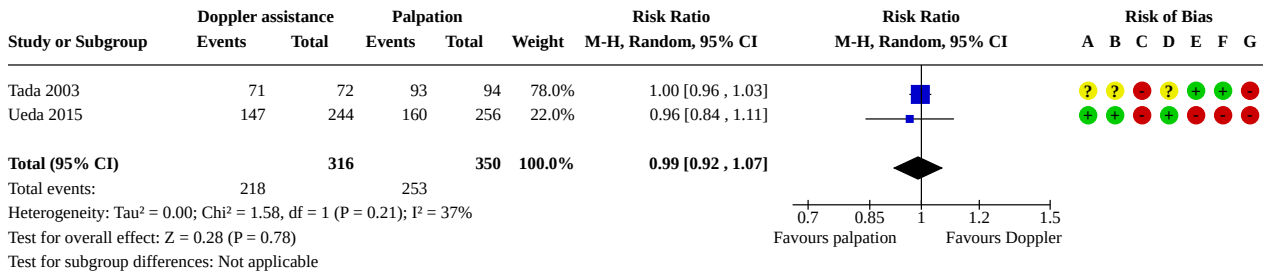 Doppler assistance Palpation Risk Ratio Risk Ratio Risk of Bias
Study or Subgroup Events Total Events Total Weight M-H, Random, 95% CI M-H, Random, 95% CI A B C D E F G
Tada 2003 71 72 93 94 78.0% 1.00 [0.96 , 1.03] ? ? - ? + + -
Ueda 2015 147 244 160 256 22.0% 0.96 [0.84 , 1.11] + + - + - - -
Total (95% CI) 316 350 100.0% 0.99 [0.92 , 1.07]
Total events: 218 253
Heterogeneity: Tau² = 0.00; Chi² = 1.58, df = 1 (P = 0.21); I² = 37%
0.7 0.85 1 1.2 1.5
Test for overall effect: Z = 0.28 (P = 0.78) Favours palpation Favours Doppler
Test for subgroup differences: Not applicable